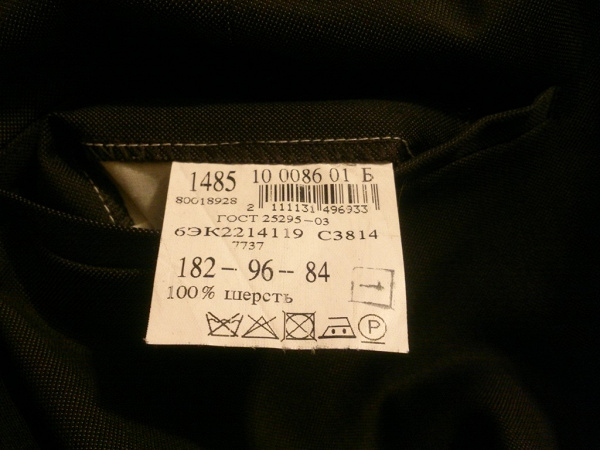 1485 10 0086 01 Б
80018928
2 111131 496933
ГОСТ 25295-03
6ЭК2214119 С3814
7737
182 - 96 - 84
100% шерсть
1
P